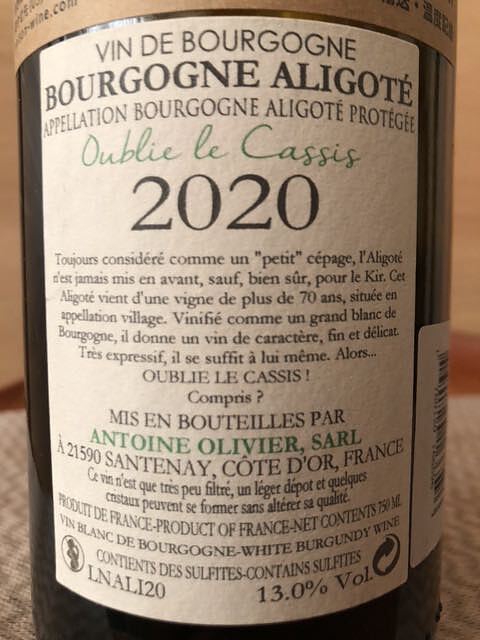 VIN DE BOURGOGNE
BOURGOGNE ALIGOTÉ
APPELLATION BOURGOGNE ALIGOTÉ PROTÉGÉE
Oublie le Cassis
2020
Toujours considéré comme un "petit" cépage, l'Aligoté
n'est jamais mis en avant, sauf, bien sûr, pour le Kir. Cet
Aligoté vient d'une vigne de plus de 70 ans, située en
appellation village. Vinifié comme un grand blanc de
Bourgogne, il donne un vin de caractère, fin et délicat.
Très expressif, il se suffit à lui même. Alors...
OUBLIE LE CASSIS !
Compris ?
MIS EN BOUTEILLES PAR
ANTOINE OLIVIER, SARL
À 21590 SANTENAY, CÔTE D'OR, FRANCE
Ce vin n'est que très peu filtré, un léger dépot et quelques
cristaux peuvent se former sans altérer sa qualité.
PRODUIT DE FRANCE-PRODUCT OF FRANCE-NET CONTENTS 750 ML
VIN BLANC DE BOURGOGNE-WHITE BURGUNDY WINE
CONTIENTS DES SULFITES-CONTAINS SULFITES
LNALI20 13.0% Vol.